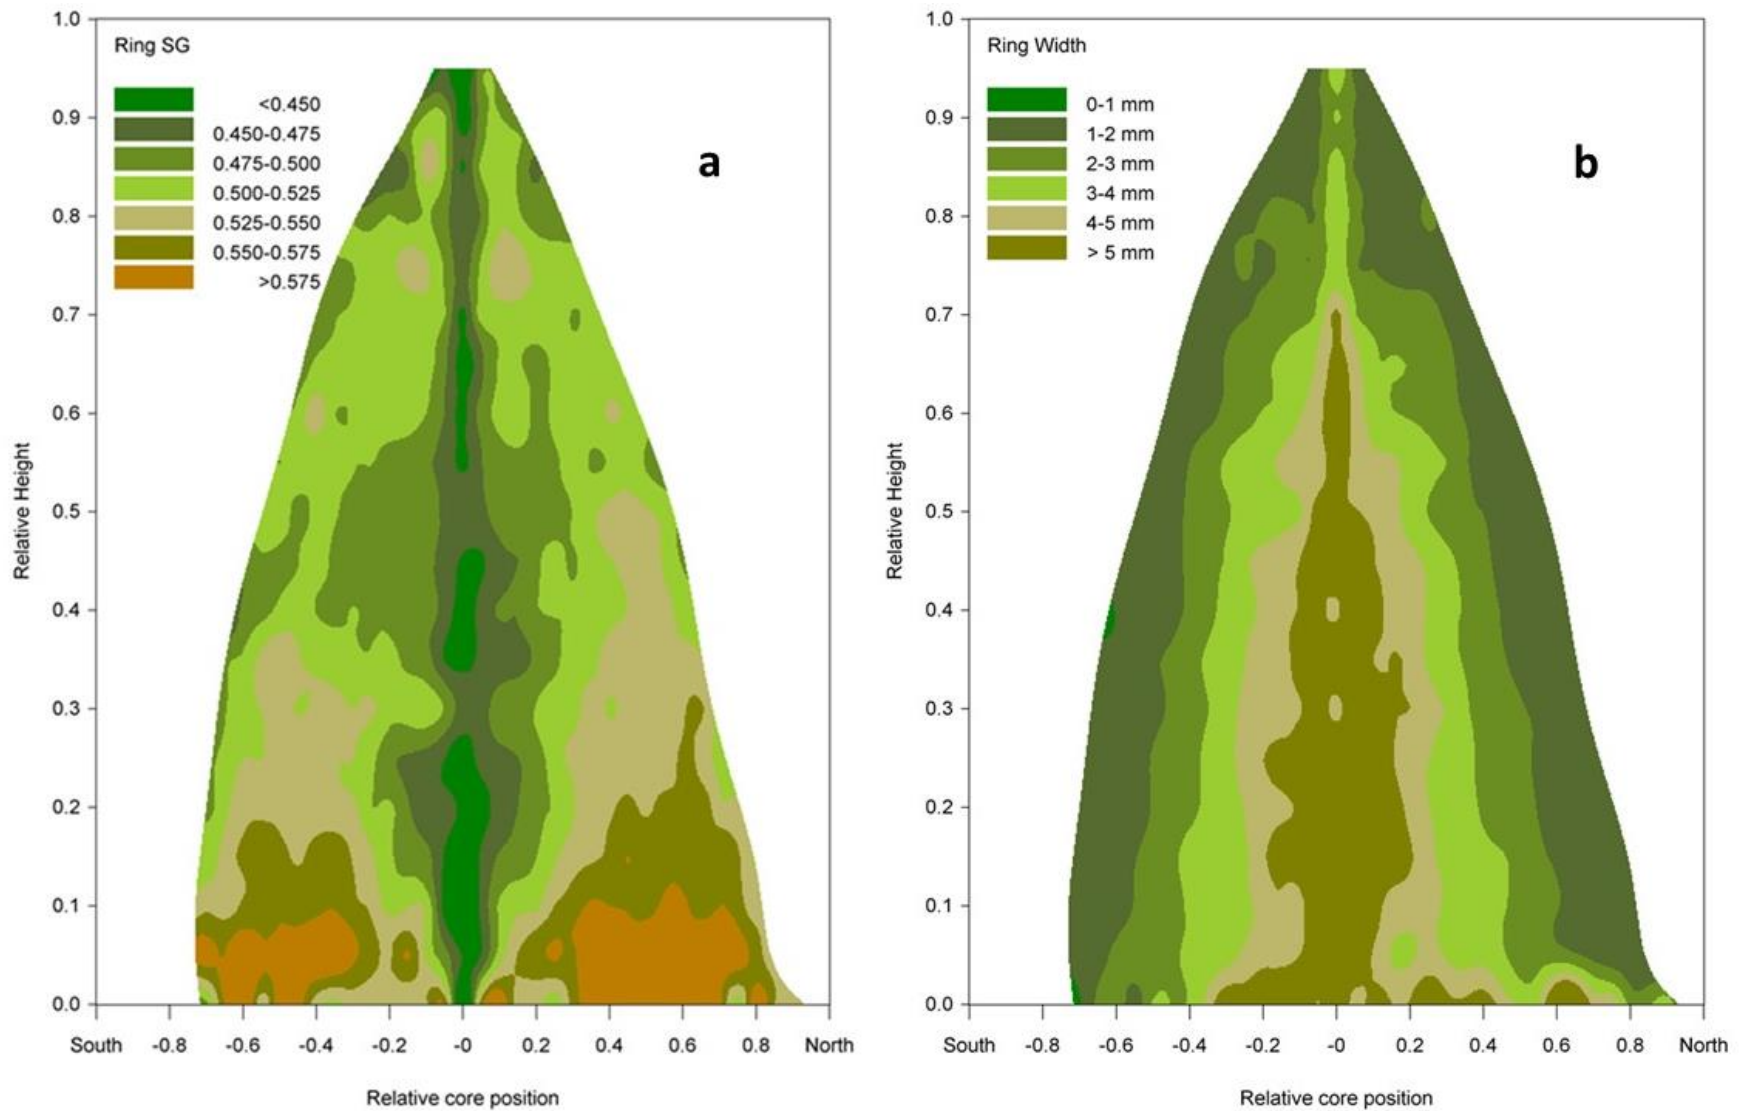 Ring SG
<0.450
0.450-0.475
0.475-0.500
0.500-0.525
0.525-0.550
0.550-0.575
>0.575
a
1.0
0.9
0.8
0.7
0.6
0.5
0.4
0.3
0.2
0.1
0.0
Relative Height
South -0.8 -0.6 -0.4 -0.2 -0 0.2 0.4 0.6 0.8 North
Relative core position
Ring Width
0-1 mm
1-2 mm
2-3 mm
3-4 mm
4-5 mm
> 5 mm
b
1.0
0.9
0.8
0.7
0.6
0.5
0.4
0.3
0.2
0.1
0.0
Relative Height
South -0.8 -0.6 -0.4 -0.2 -0 0.2 0.4 0.6 0.8 North
Relative core position